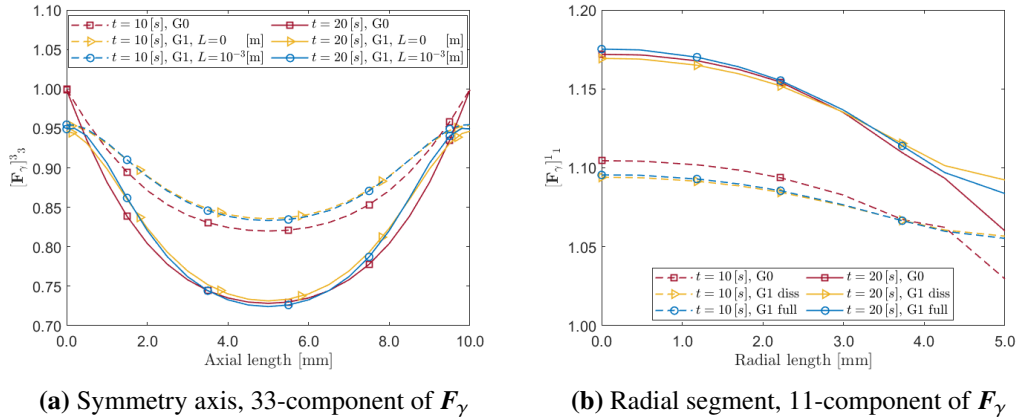 t = 10 [s], G0
t = 10 [s], G1, L=0 [m]
t = 10 [s], G1, L=10⁻³[m]
t = 20 [s], G0
t = 20 [s], G1, L=0 [m]
t = 20 [s], G1, L=10⁻³[m]
1.10
1.05
1.00
0.95
0.90
0.85
0.80
0.75
0.70
[F_γ]³₃
0.0 2.0 4.0 6.0 8.0 10.0
Axial length [mm]
(a) Symmetry axis, 33-component of F_γ
1.20
1.15
1.10
1.05
1.00
[F_γ]¹₁
t = 10 [s], G0
t = 10 [s], G1 diss
t = 10 [s], G1 full
t = 20 [s], G0
t = 20 [s], G1 diss
t = 20 [s], G1 full
0.0 1.0 2.0 3.0 4.0 5.0
Radial length [mm]
(b) Radial segment, 11-component of F_γ